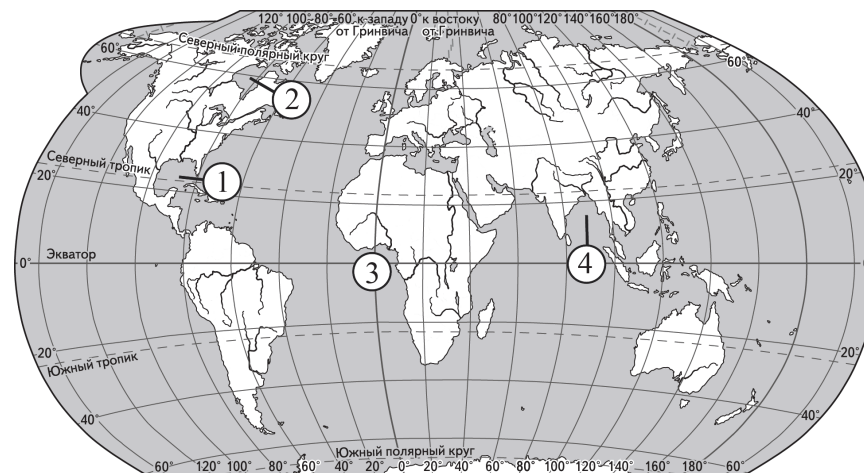 120° 100° 80° 60° к западу 0° к востоку 80° 100° 120° 140° 160° 180°
от Гринвича от Гринвича
60° Северный полярный круг 60°
2
40° 40°
Северный тропик
20° 1 20°
Экватор
0° 3 4 0°
20° 20°
Южный тропик
40° 40°
Южный полярный круг
60° 120° 100° 80° 60° 40° 20° 0° 20° 40° 60° 80° 100° 120° 140° 160° 180° 60°